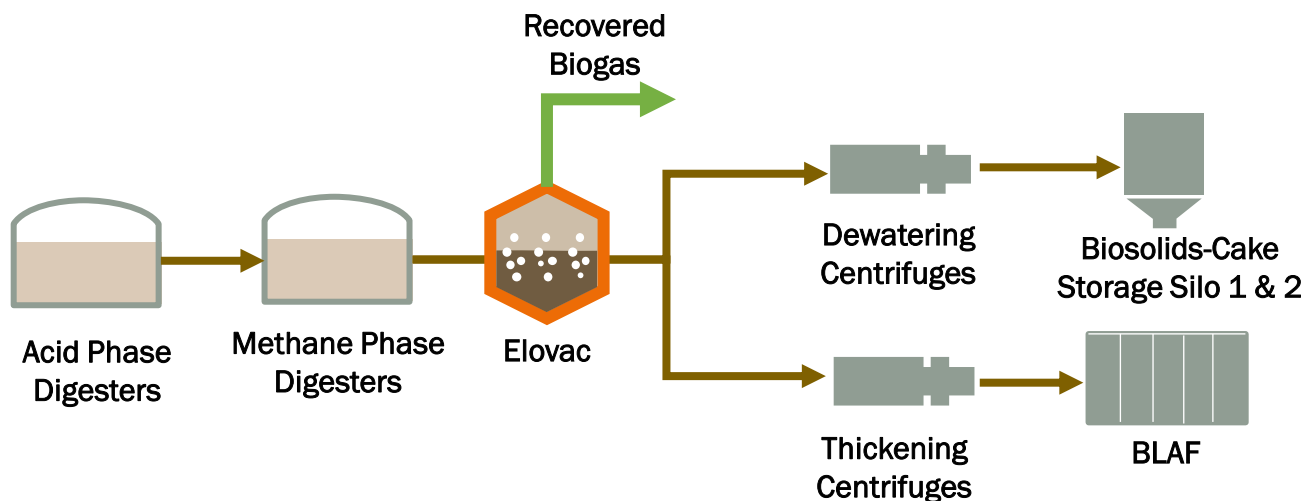 Recovered
Biogas
Acid Phase
Digesters
Methane Phase
Digesters
Elovac
Dewatering
Centrifuges
Biosolids-Cake
Storage Silo 1 & 2
Thickening
Centrifuges
BLAF